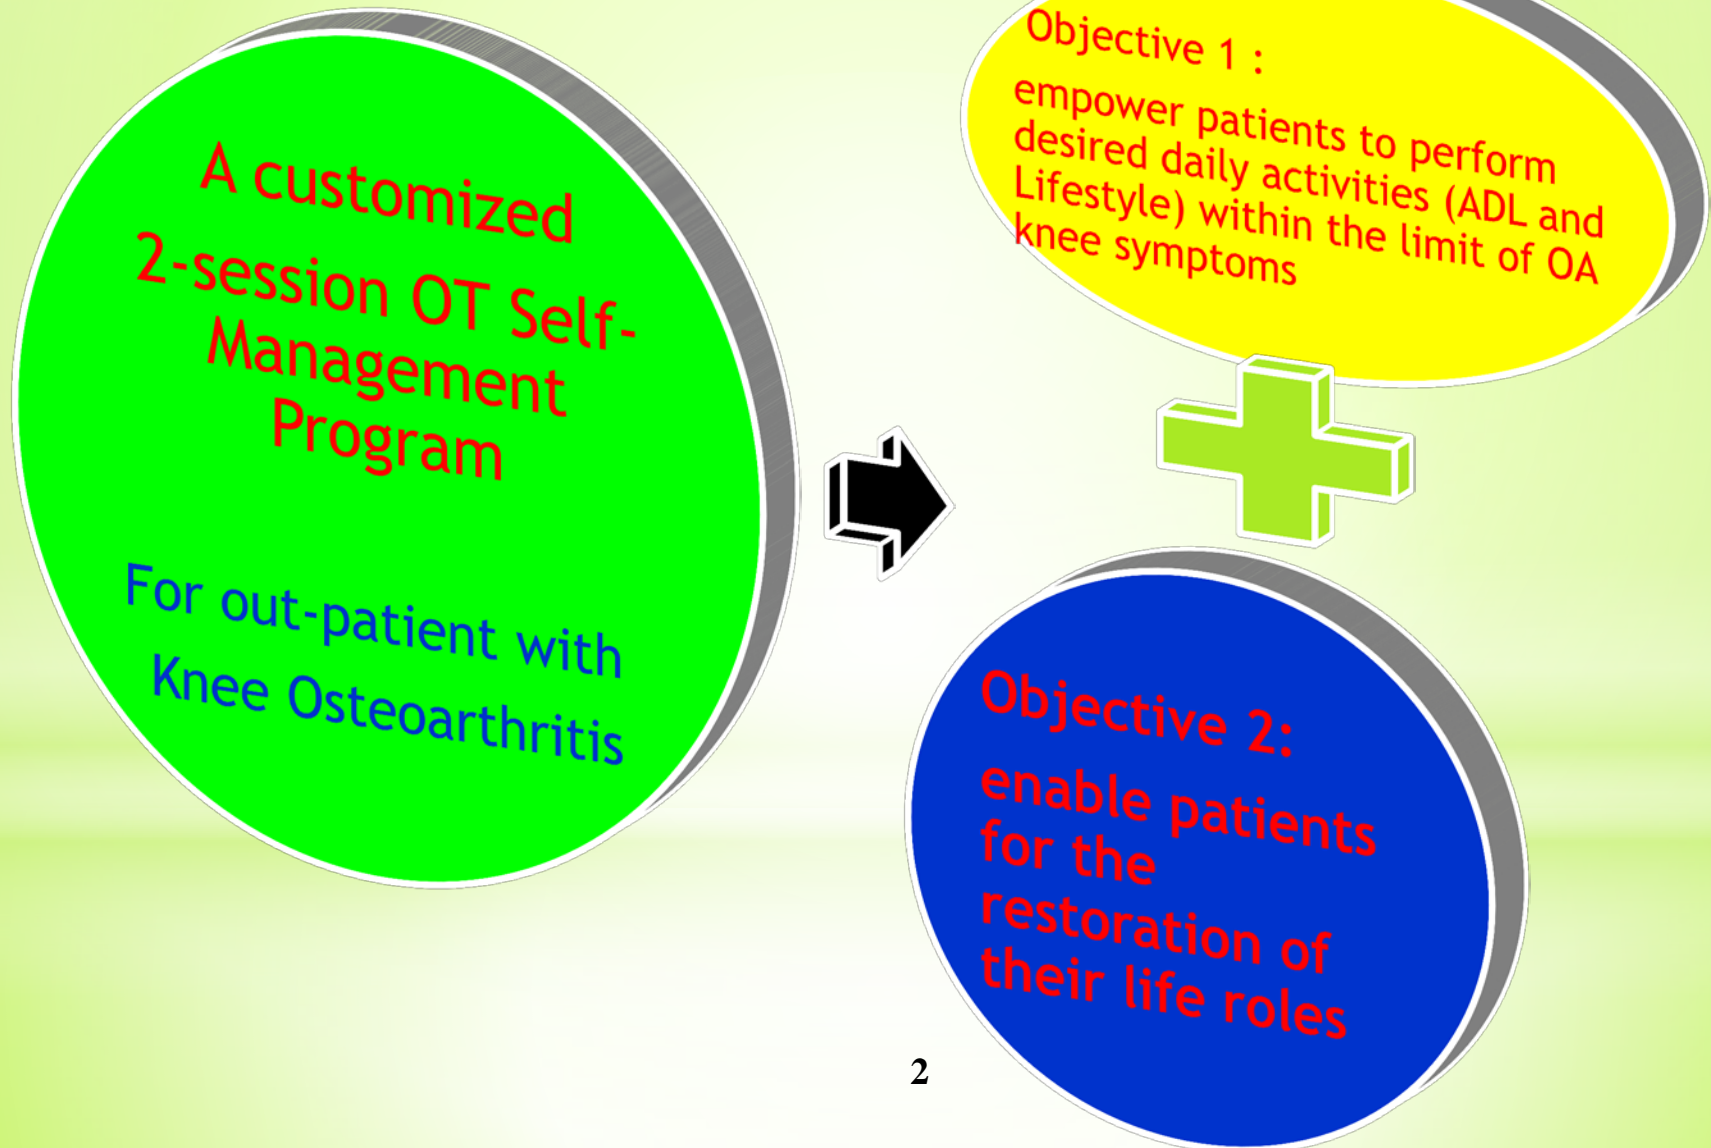 A customized
2-session OT Self-
Management
Program
For out-patient with
Knee Osteoarthritis
Objective 1 :
empower patients to perform
desired daily activities (ADL and
Lifestyle) within the limit of OA
knee symptoms
Objective 2:
enable patients
for the
restoration of
their life roles
2